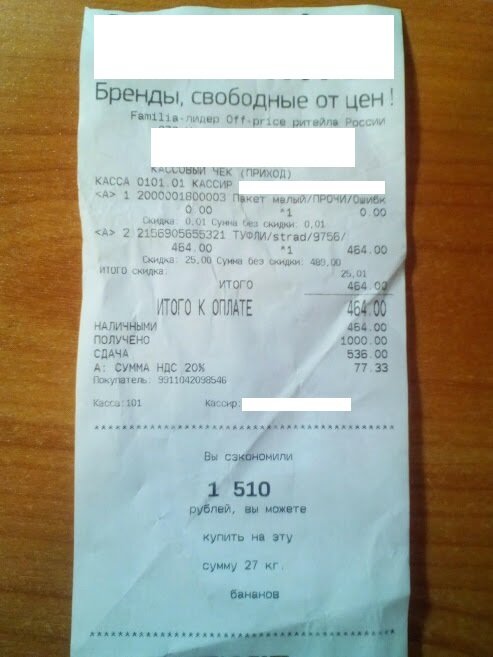 Бренды, свободные от цен!
Familia-лидер Off-price ритейла России
КАССОВЫЙ ЧЕК (ПРИХОД)
КАССА 0101.01 КАССИР
<А> 1 2000001800003 Пакет малый/ПРОЧИ/Ошибк
0.00 *1 0.00
Скидка: 0,01 Сумма без скидки: 0,01
<А> 2 2156905655321 ТУФЛИ/strad/9756/
464.00 *1 464.00
Скидка: 25,00 Сумма без скидки: 489,00
ИТОГО скидка: 25,01
ИТОГО 464.00
ИТОГО К ОПЛАТЕ 464.00
НАЛИЧНЫМИ 464.00
ПОЛУЧЕНО 1000.00
СДАЧА 536.00
А: СУММА НДС 20% 77.33
Покупатель: 9911042098546
Касса:101 Кассир:
Вы сэкономили
1 510
рублей, вы можете
купить на эту
сумму 27 кг.
бананов